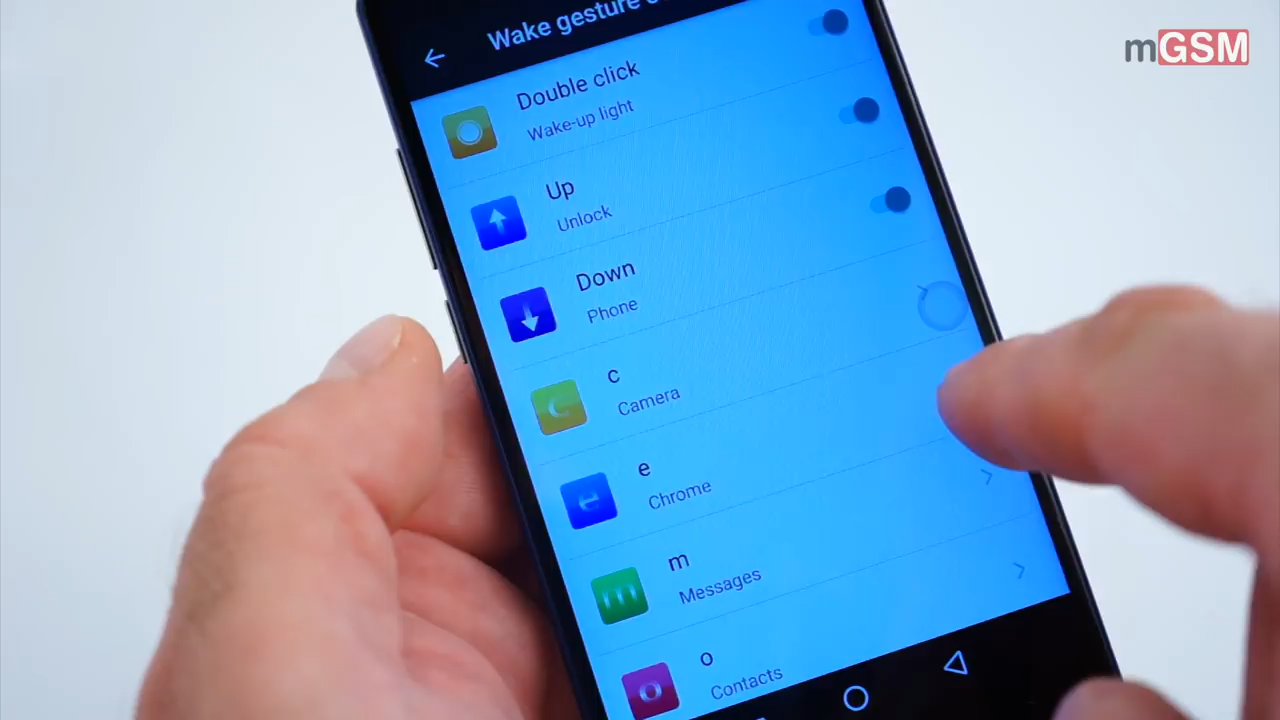 mGSM
Wake gesture
Double click
Wake-up light
Up
Unlock
Down
Phone
c
Camera
e
Chrome
m
Messages
o
Contacts